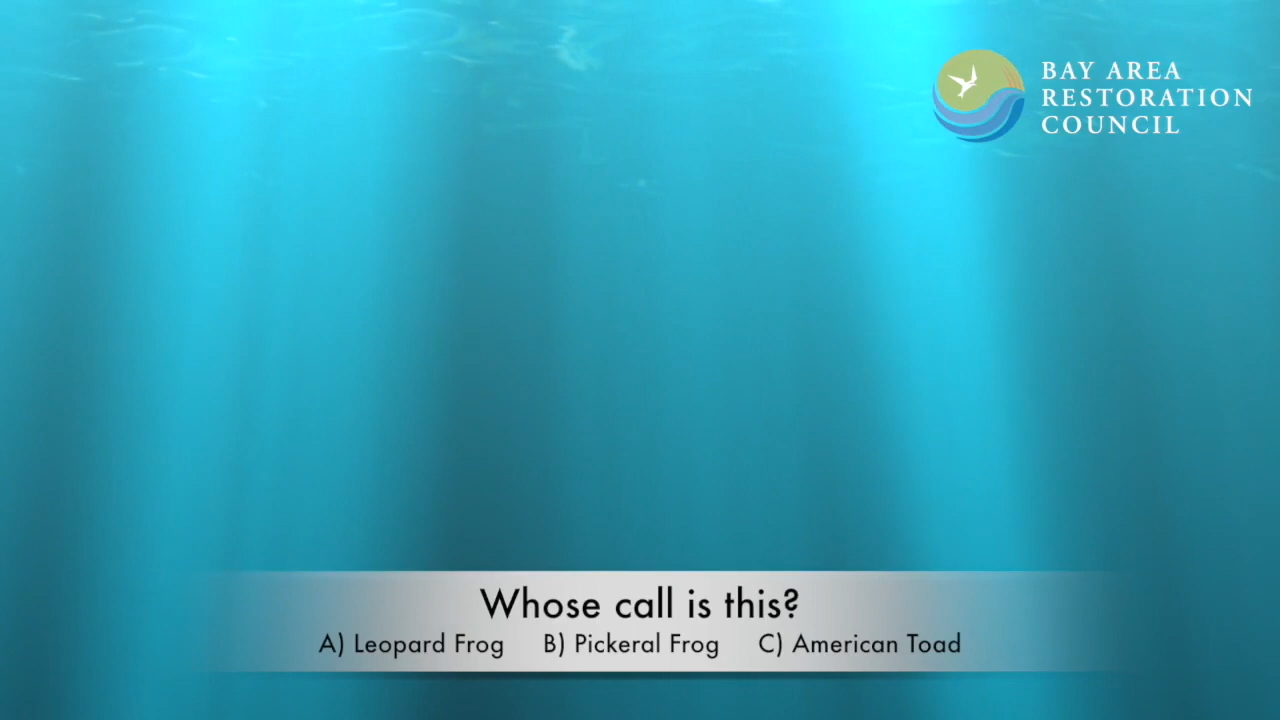 BAY AREA
RESTORATION
COUNCIL
Whose call is this?
A) Leopard Frog B) Pickeral Frog C) American Toad